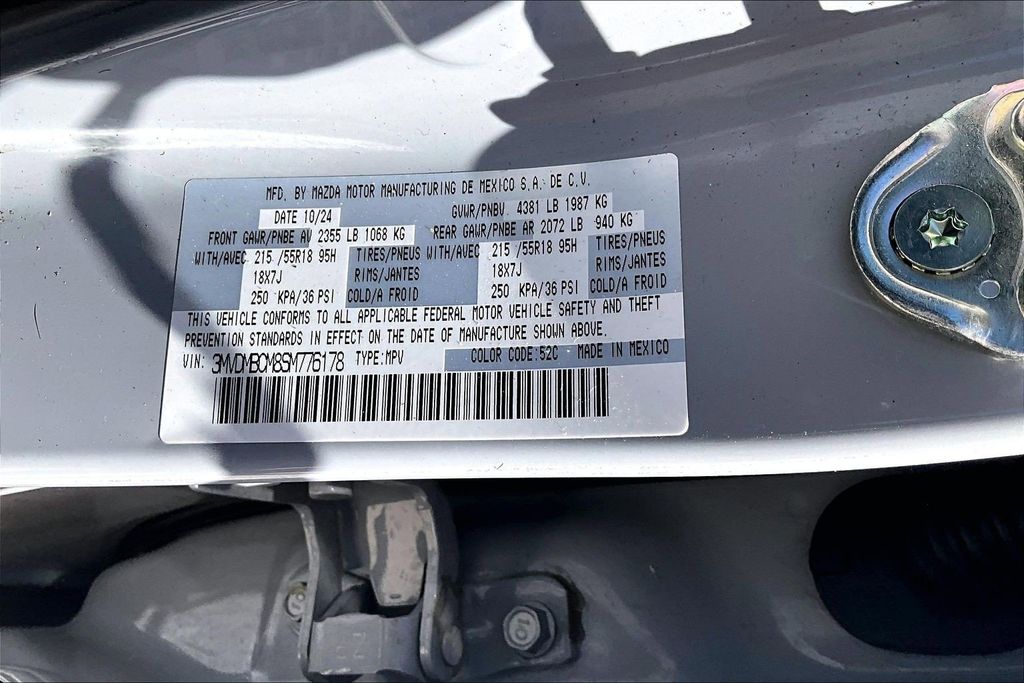 MFD. BY MAZDA MOTOR MANUFACTURING DE MEXICO S.A. DE C.V.
DATE 10/24 GVWR/PNBV. 4381 LB 1987 KG
FRONT GAWR/PNBE AV 2355 LB 1068 KG REAR GAWR/PNBE AR 2072 LB 940 KG
WITH/AVEC 215 /55R18 95H TIRES/PNEUS WITH/AVEC 215 /55R18 95H TIRES/PNEUS
18X7J RIMS/JANTES 18X7J RIMS/JANTES
250 KPA/36 PSI COLD/A FROID 250 KPA/36 PSI COLD/A FROID
THIS VEHICLE CONFORMS TO ALL APPLICABLE FEDERAL MOTOR VEHICLE SAFETY AND THEFT
PREVENTION STANDARDS IN EFFECT ON THE DATE OF MANUFACTURE SHOWN ABOVE.
VIN: 3MVDMBCM8SM776178 TYPE:MPV COLOR CODE:52C MADE IN MEXICO